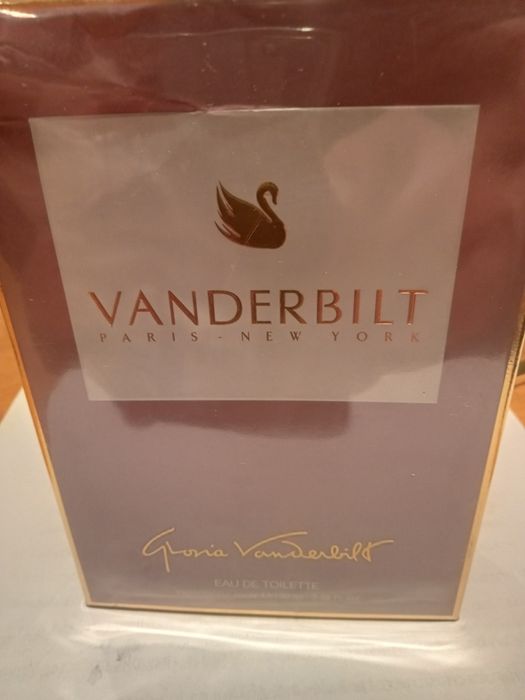 VANDERBILT
PARIS - NEW YORK
Gloria Vanderbilt
EAU DE TOILETTE